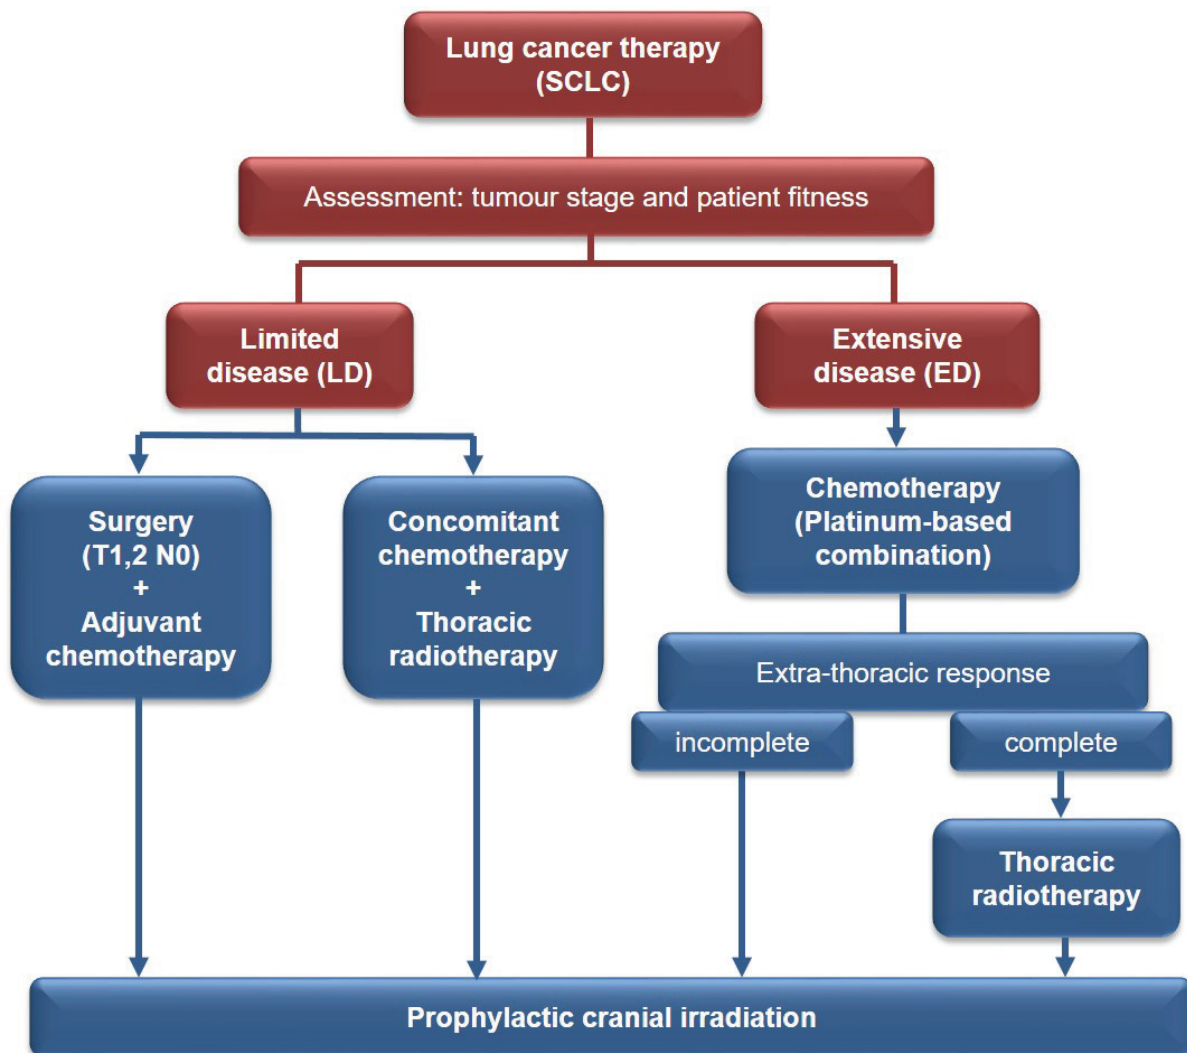 Lung cancer therapy
(SCLC)
Assessment: tumour stage and patient fitness
Limited
disease (LD)
Extensive
disease (ED)
Surgery
(T1,2 N0)
+
Adjuvant
chemotherapy
Concomitant
chemotherapy
+
Thoracic
radiotherapy
Chemotherapy
(Platinum-based
combination)
Extra-thoracic response
incomplete
complete
Thoracic
radiotherapy
Prophylactic cranial irradiation